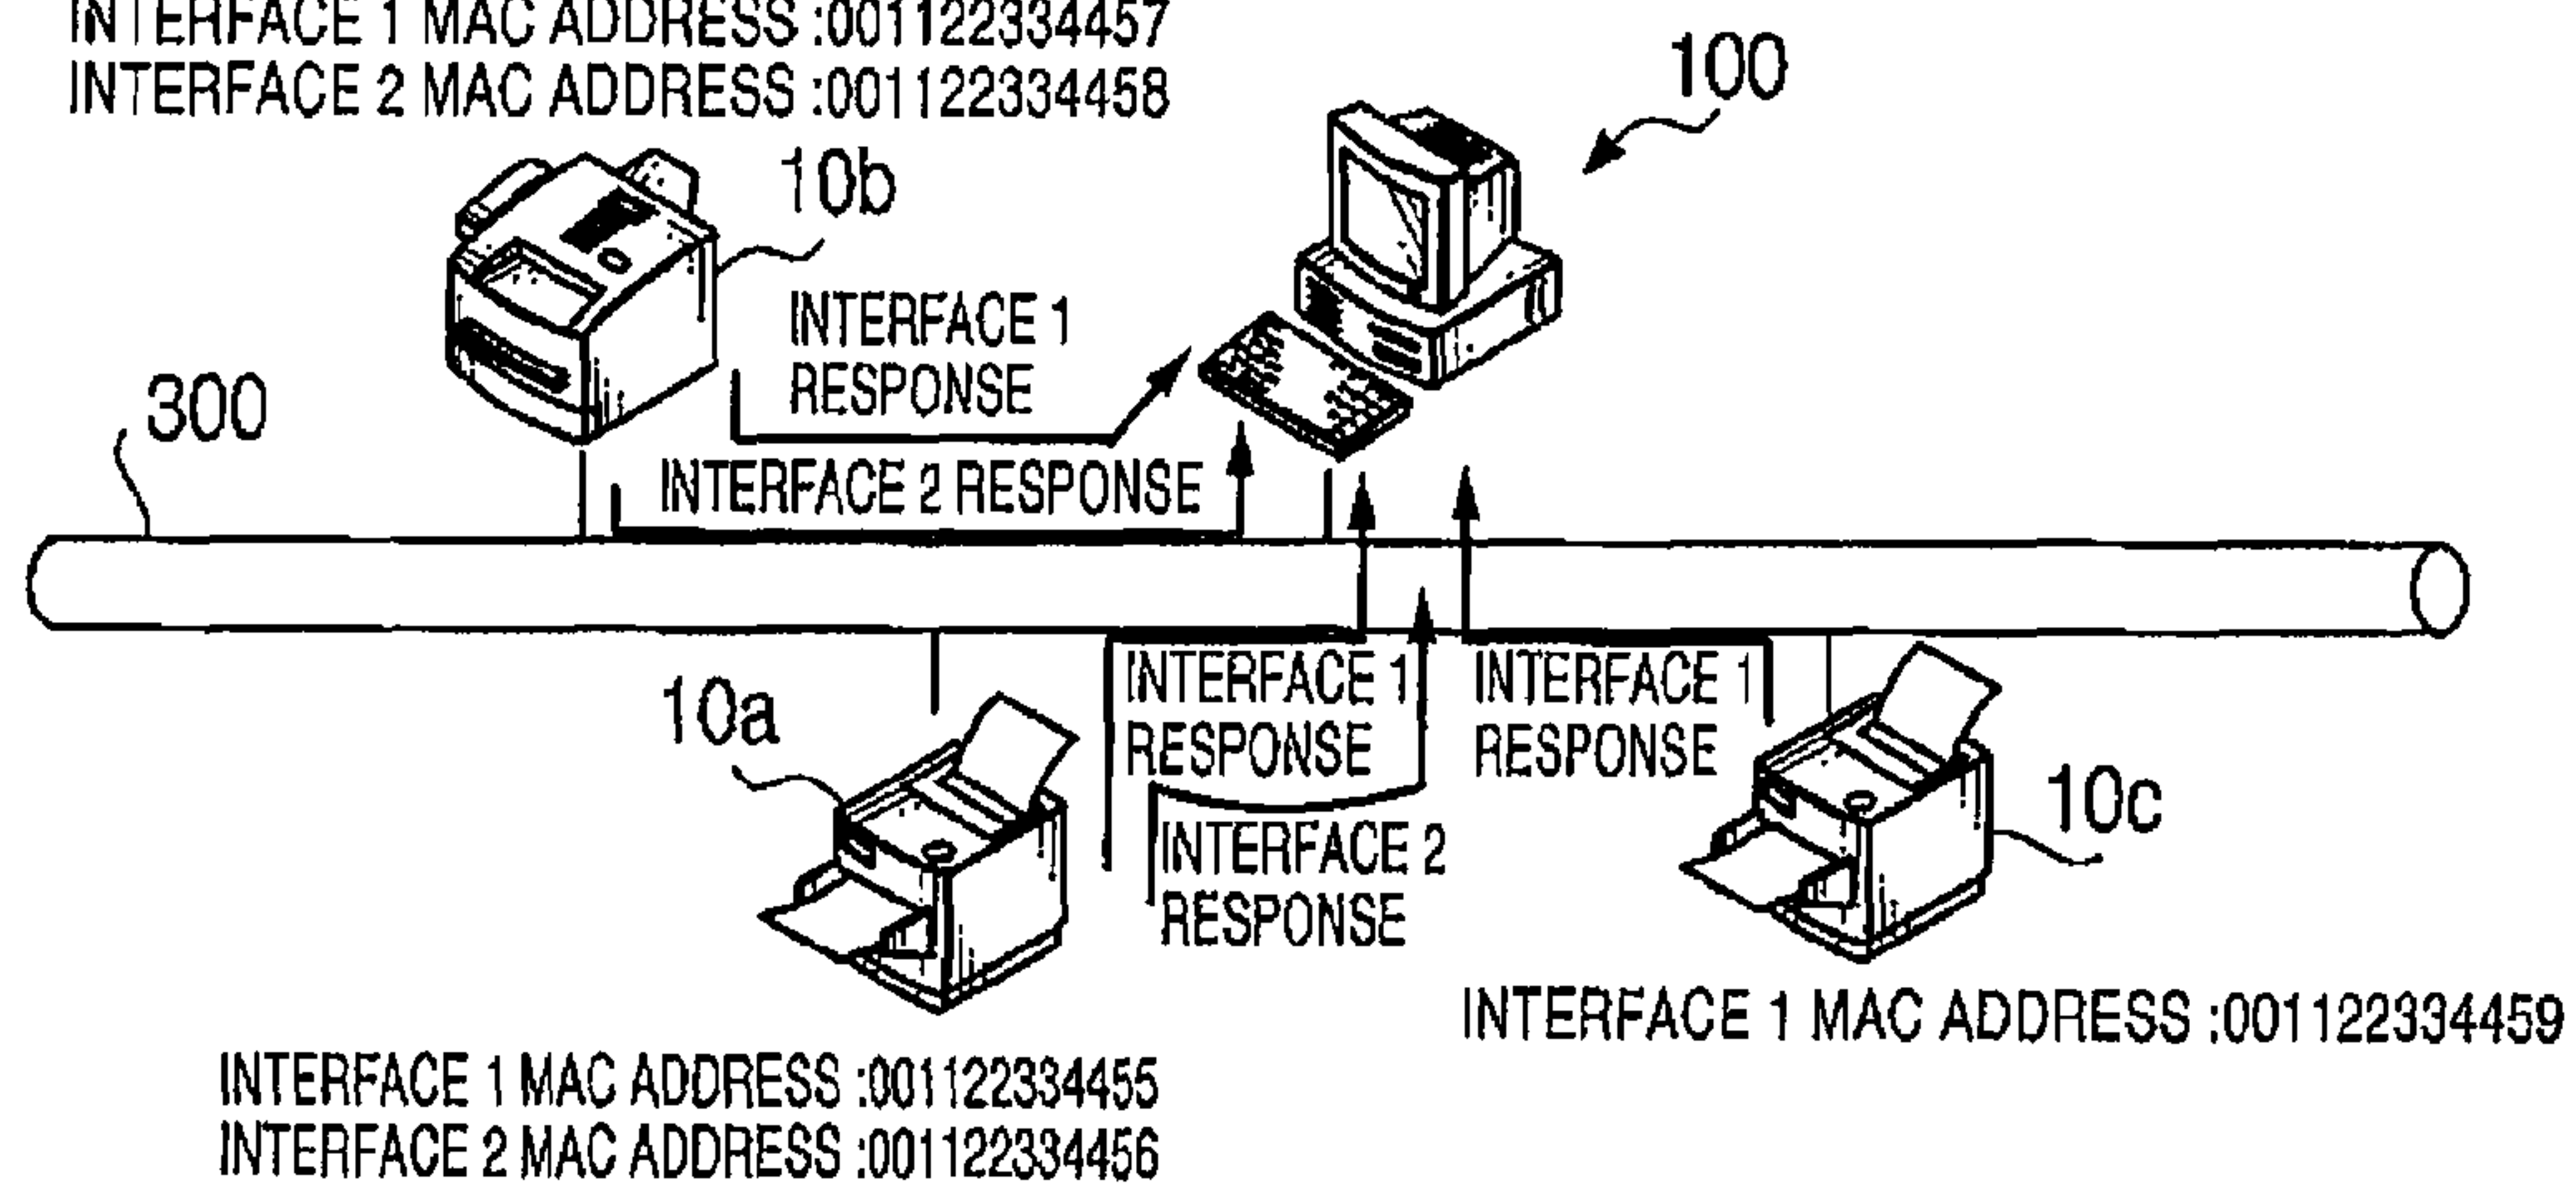 INTERFACE 1 MAC ADDRESS :001122334457
INTERFACE 2 MAC ADDRESS :001122334458
100
10b
INTERFACE 1
RESPONSE
300
INTERFACE 2 RESPONSE
10a
INTERFACE 1
RESPONSE
INTERFACE 1
RESPONSE
10c
INTERFACE 2
RESPONSE
INTERFACE 1 MAC ADDRESS :001122334459
INTERFACE 1 MAC ADDRESS :001122334455
INTERFACE 2 MAC ADDRESS :001122334456